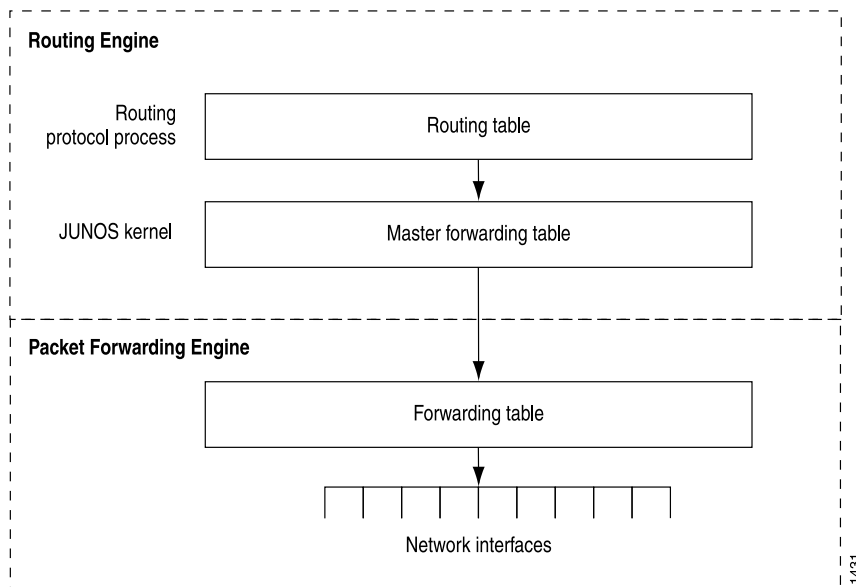 Routing Engine
Routing
protocol process
Routing table
JUNOS kernel
Master forwarding table
Packet Forwarding Engine
Forwarding table
Network interfaces
1431